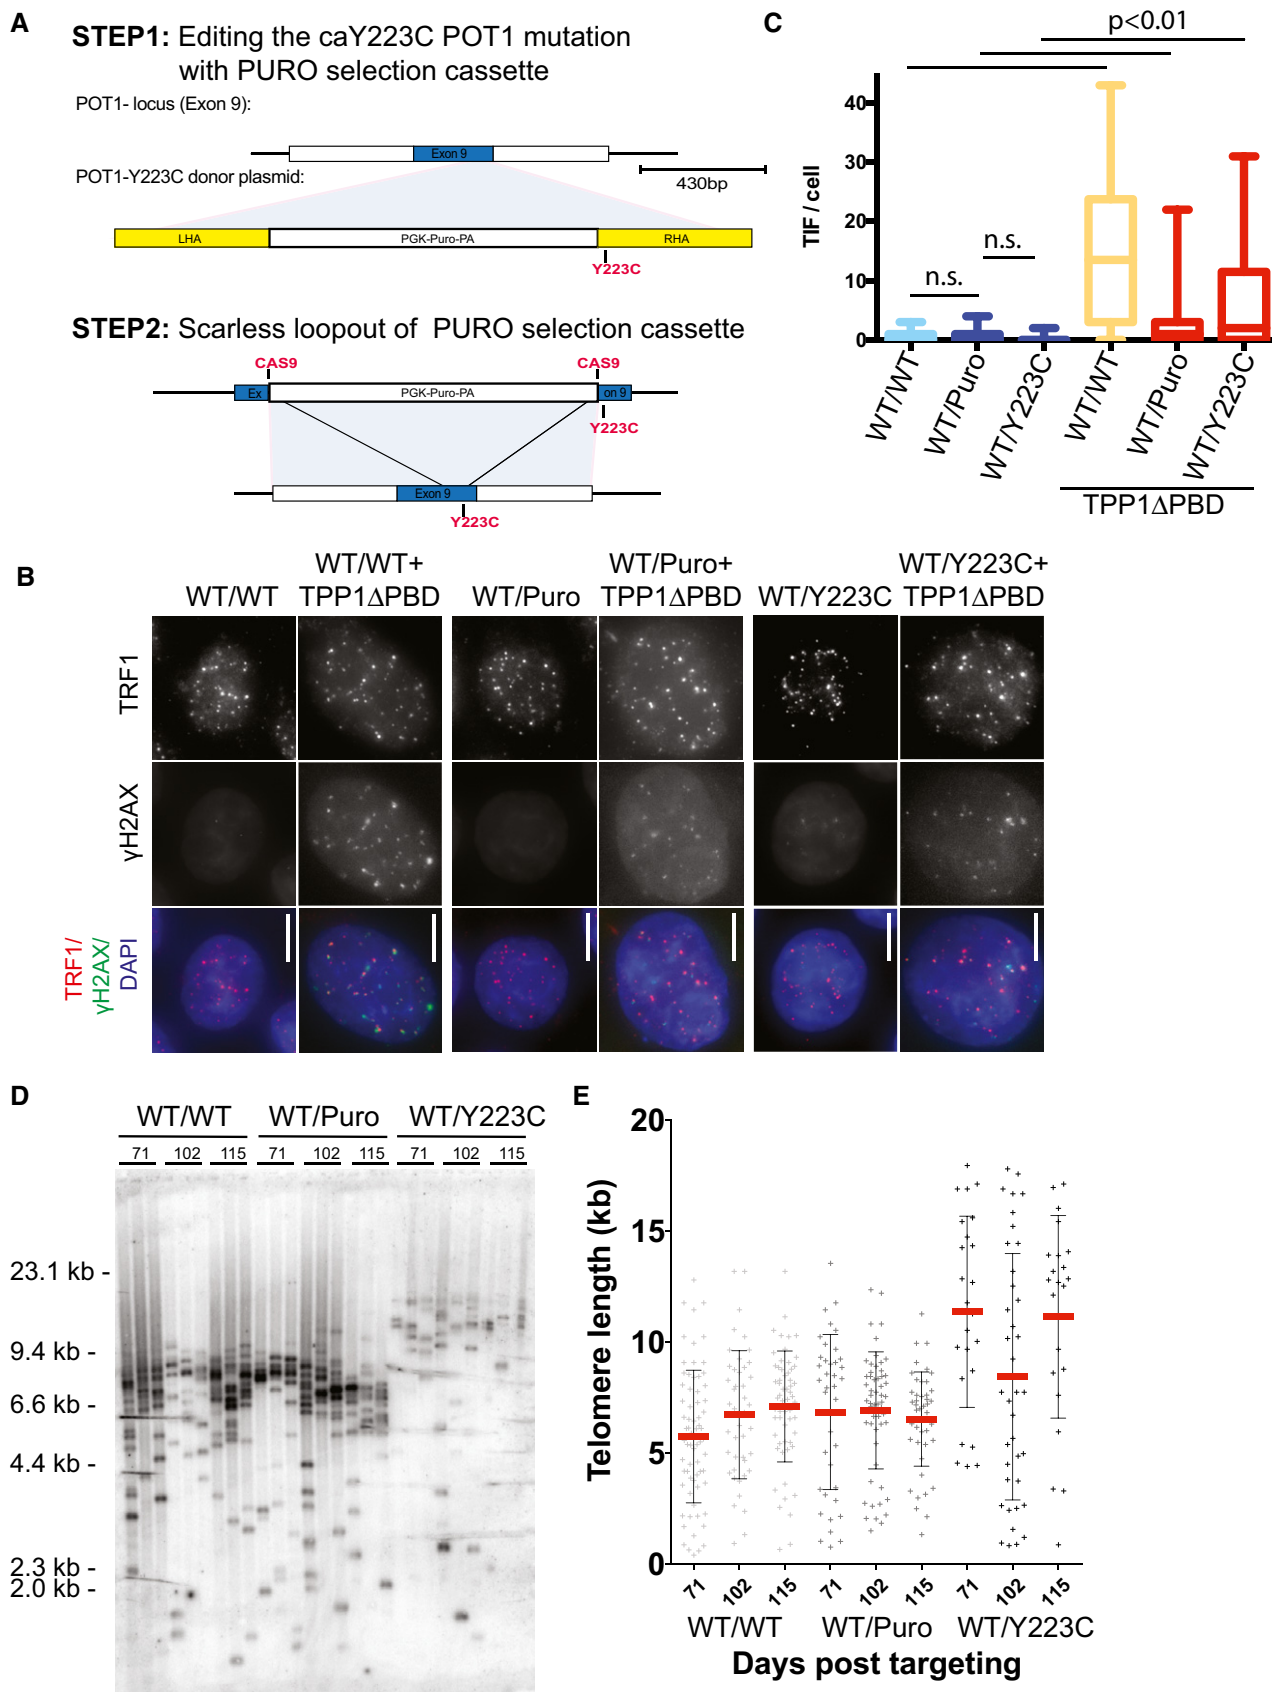 A
STEP1: Editing the caY223C POT1 mutation
with PURO selection cassette
POT1- locus (Exon 9):
Exon 9
POT1-Y223C donor plasmid:
430bp
LHA
PGK-Puro-PA
RHA
Y223C
STEP2: Scarless loopout of PURO selection cassette
CAS9
CAS9
Ex
PGK-Puro-PA
on 9
Y223C
Exon 9
Y223C
C
p<0.01
TIF / cell
40
30
20
10
0
n.s.
n.s.
WT/WT
WT/Puro
WT/Y223C
WT/WT
WT/Puro
WT/Y223C
TPP1ΔPBD
B
WT/WT
WT/WT+
TPP1ΔPBD
WT/Puro
WT/Puro+
TPP1ΔPBD
WT/Y223C
WT/Y223C+
TPP1ΔPBD
TRF1
γH2AX
TRF1/
γH2AX/
DAPI
D
WT/WT
WT/Puro
WT/Y223C
71
102
115
71
102
115
71
102
115
23.1 kb -
9.4 kb -
6.6 kb -
4.4 kb -
2.3 kb -
2.0 kb -
E
Telomere length (kb)
20
15
10
5
0
71
102
115
71
102
115
71
102
115
WT/WT
WT/Puro
WT/Y223C
Days post targeting